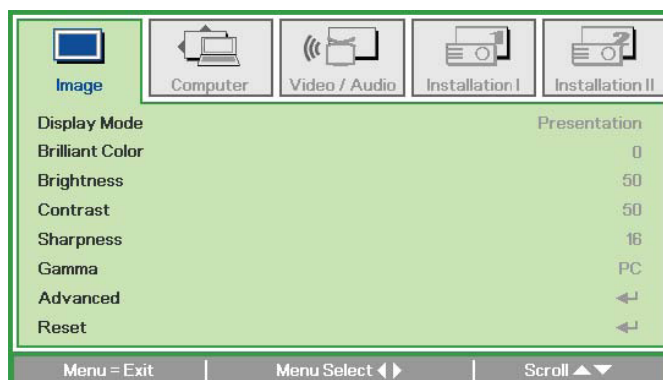 Image Computer Video / Audio Installation I Installation II
Display Mode Presentation
Brilliant Color 0
Brightness 50
Contrast 50
Sharpness 16
Gamma PC
Advanced
Reset
Menu = Exit Menu Select Scroll